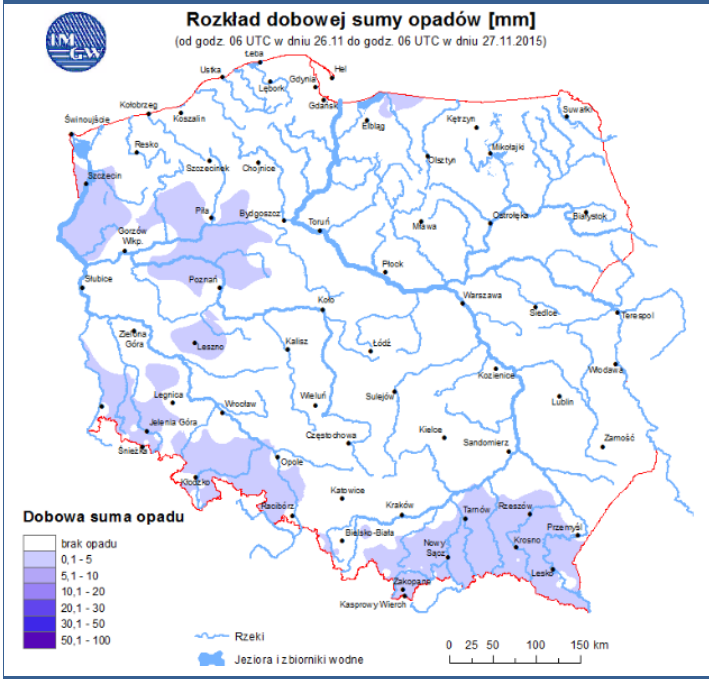 Rozkład dobowej sumy opadów [mm]
(od godz. 06 UTC w dniu 26.11 do godz. 06 UTC w dniu 27.11.2015)
IM
GW
Łeba
Ustka
Hel
Lębork
Gdynia
Gdańsk
Kołobrzeg
Koszalin
Świnoujście
Elbląg
Kętrzyn
Suwałki
Resko
Szczecinek
Chojnice
Olsztyn
Mikołajki
Szczecin
Piła
Bydgoszcz
Toruń
Mława
Ostrołęka
Białystok
Gorzów
Wlkp.
Płock
Słubice
Poznań
Koło
Warszawa
Siedlce
Terespol
Zielona
Góra
Leszno
Kalisz
Łódź
Kozienice
Włodawa
Legnica
Wrocław
Wieluń
Sulejów
Lublin
Jelenia Góra
Śnieżka
Częstochowa
Kielce
Sandomierz
Zamość
Kłodzko
Opole
Racibórz
Katowice
Kraków
Tarnów
Rzeszów
Przemyśl
Bielsko-Biała
Nowy
Sącz
Krosno
Lesko
Zakopane
Kasprowy Wierch
Dobowa suma opadu
brak opadu
0,1 - 5
5,1 - 10
10,1 - 20
20,1 - 30
30,1 - 50
50,1 - 100
Rzeki
Jeziora i zbiorniki wodne
0 25 50 100 150 km